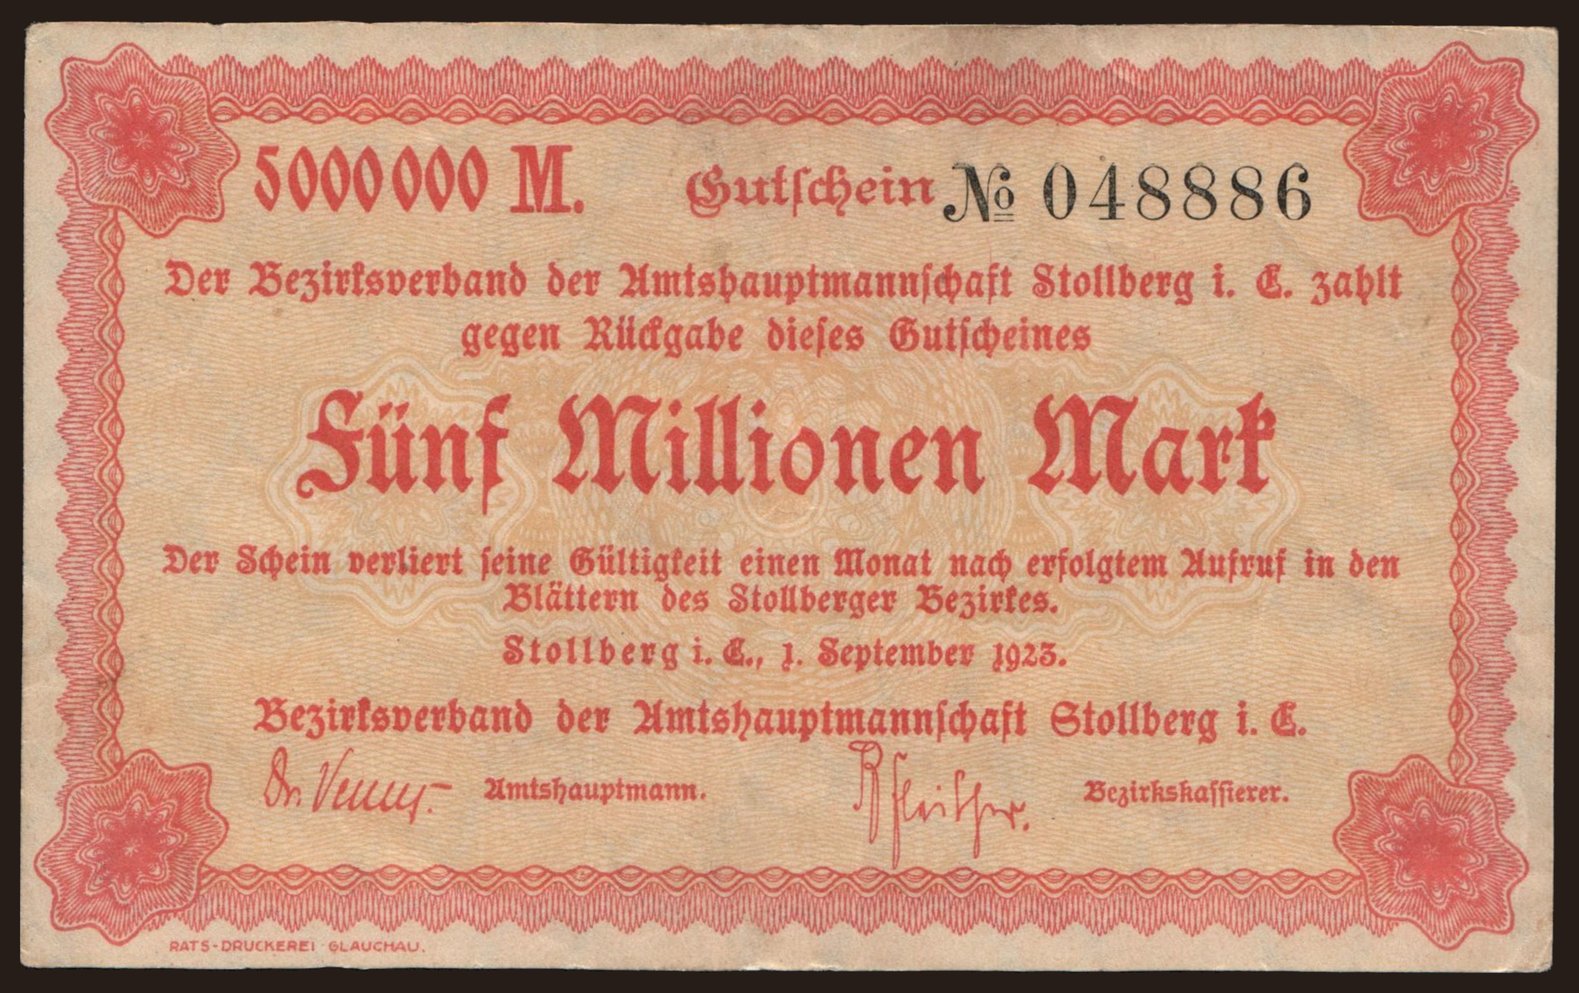 5000000 M. Gutschein № 048886
Der Bezirksverband der Amtshauptmannschaft Stollberg i. E. zahlt
gegen Rückgabe dieses Gutscheines
Fünf Millionen Mark
Der Schein verliert seine Gültigkeit einen Monat nach erfolgtem Aufruf in den
Blättern des Stollberger Bezirkes.
Stollberg i. E., 1. September 1923.
Bezirksverband der Amtshauptmannschaft Stollberg i. E.
Dr. Amtshauptmann. Bezirkskassierer.
RATS-DRUCKEREI GLAUCHAU.